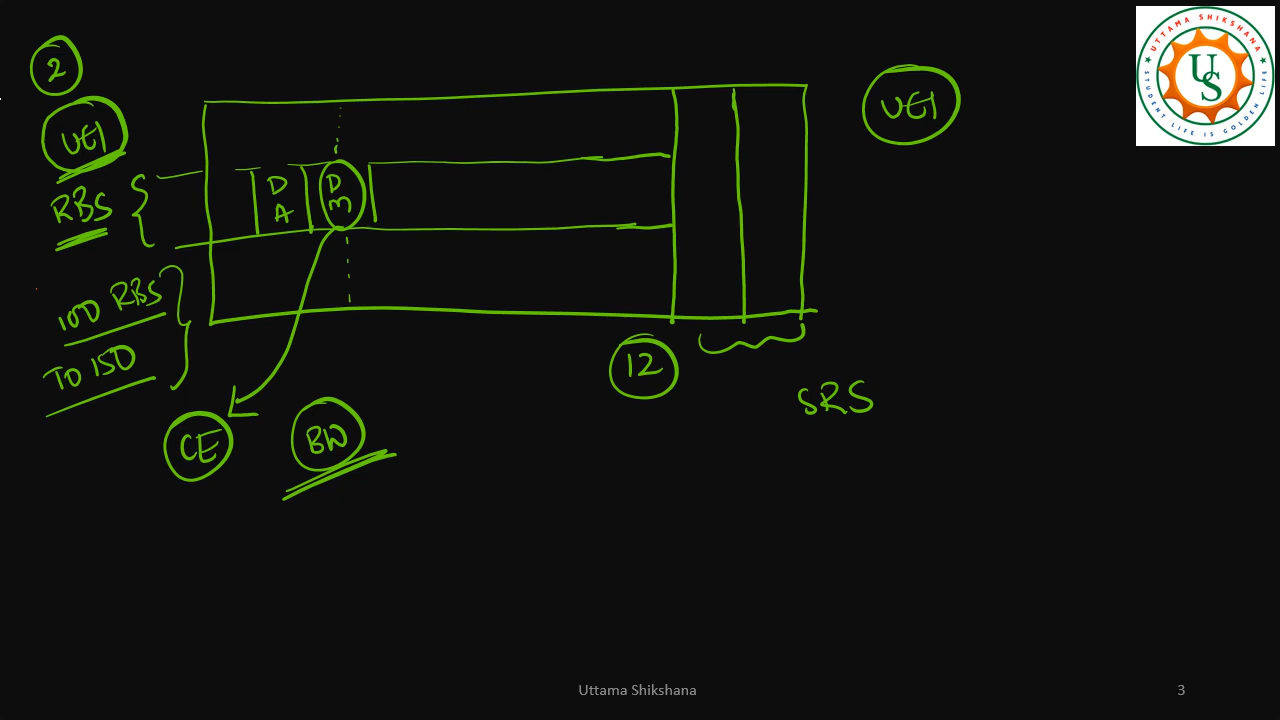 2
UE1
UE1
RBS
D
A
D
M
100 RBS
TO 150
12
SRS
CE
BW
UTTAMA SHIKSHANA
US
STUDENT LIFE IS GOLDEN LIFE
Uttama Shikshana
3